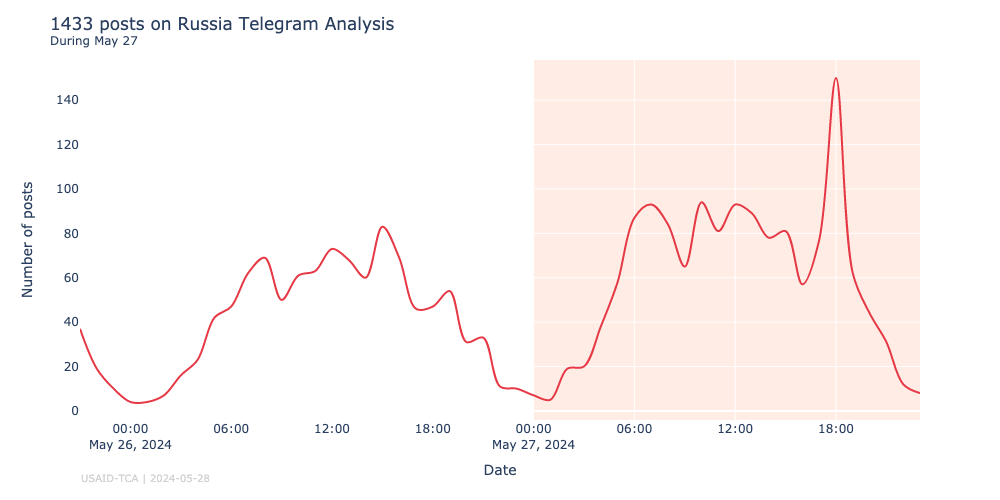 1433 posts on Russia Telegram Analysis
During May 27
Number of posts
140
120
100
80
60
40
20
0
00:00 06:00 12:00 18:00 00:00 06:00 12:00 18:00
May 26, 2024 May 27, 2024
Date
USAID-TCA | 2024-05-28